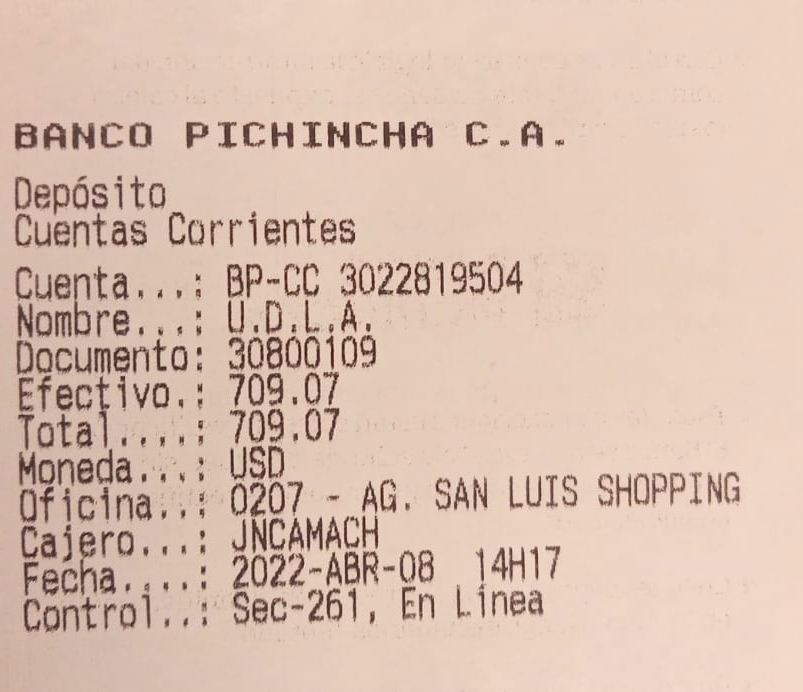 BANCO PICHINCHA C.A.
Depósito
Cuentas Corrientes
Cuenta...: BP-CC 3022819504
Nombre...: U.D.L.A.
Documento: 30800109
Efectivo.: 709.07
Total....: 709.07
Moneda...: USD
Oficina..: 0207 - AG. SAN LUIS SHOPPING
Cajero...: JNCAMACH
Fecha....: 2022-ABR-08 14H17
Control..: Sec-261, En Línea